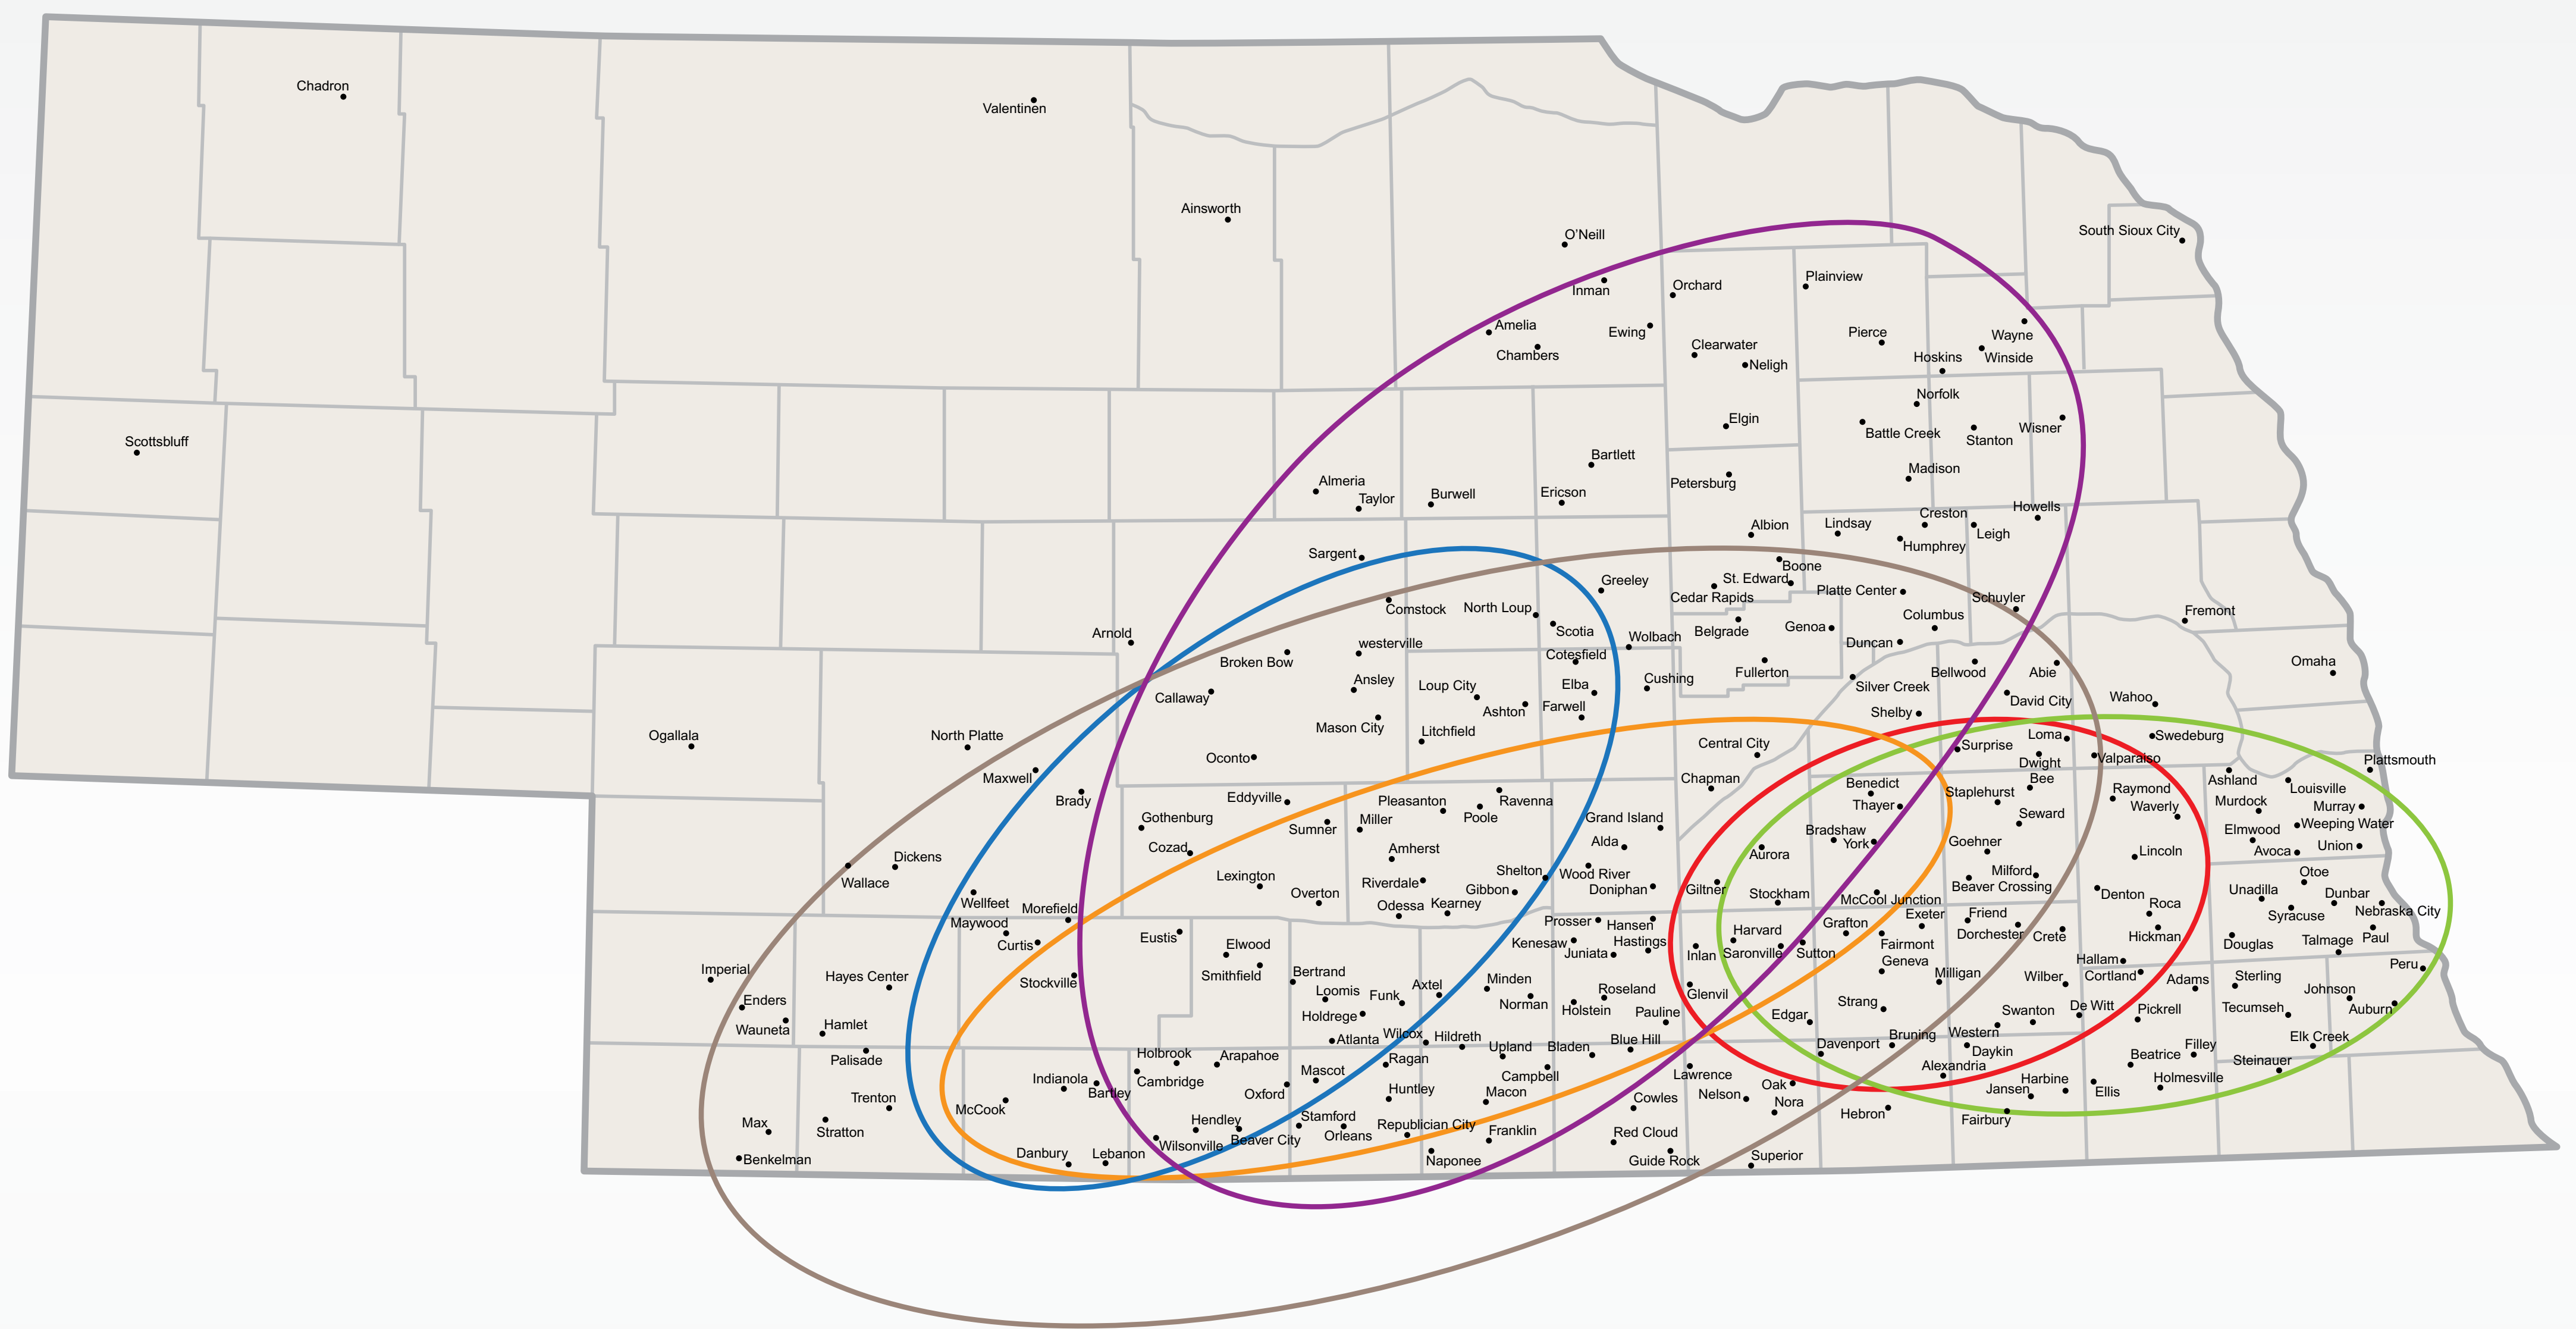 Chadron
Valentinen
Ainsworth
O'Neill
South Sioux City
Inman
Orchard
Plainview
Amelia
Ewing
Pierce
Wayne
Chambers
Clearwater
Neligh
Hoskins
Winside
Norfolk
Elgin
Battle Creek
Stanton
Wisner
Scottsbluff
Bartlett
Madison
Almeria
Petersburg
Taylor
Burwell
Ericson
Howells
Creston
Albion
Lindsay
Leigh
Humphrey
Sargent
Boone
Greeley
St. Edward
Platte Center
Cedar Rapids
Schuyler
Comstock
North Loup
Columbus
Fremont
Arnold
Scotia
Wolbach
Belgrade
Genoa
Duncan
westerville
Broken Bow
Cotesfield
Fullerton
Bellwood
Abie
Omaha
Ansley
Cushing
Callaway
Loup City
Elba
Silver Creek
David City
Wahoo
Ashton
Farwell
Shelby
Mason City
Litchfield
Ogallala
North Platte
Central City
Surprise
Loma
Swedeburg
Oconto
Valparaiso
Dwight
Plattsmouth
Maxwell
Chapman
Bee
Ashland
Benedict
Staplehurst
Raymond
Louisville
Brady
Eddyville
Pleasanton
Ravenna
Thayer
Waverly
Murdock
Murray
Gothenburg
Miller
Poole
Grand Island
Seward
Weeping Water
Sumner
Bradshaw
Elmwood
Cozad
Amherst
Alda
York
Goehner
Lincoln
Avoca
Union
Dickens
Aurora
Wallace
Lexington
Shelton
Wood River
Milford
Otoe
Riverdale
Gibbon
Doniphan
Giltner
Beaver Crossing
Unadilla
Dunbar
Overton
Stockham
McCool Junction
Denton
Wellfeet
Morefield
Odessa
Kearney
Roca
Syracuse
Nebraska City
Maywood
Prosser
Hansen
Grafton
Exeter
Friend
Curtis
Eustis
Elwood
Kenesaw
Hastings
Harvard
Dorchester
Crete
Hickman
Douglas
Talmage
Paul
Juniata
Inlan
Saronville
Sutton
Fairmont
Geneva
Hallam
Peru
Imperial
Hayes Center
Stockville
Smithfield
Bertrand
Minden
Milligan
Wilber
Cortland
Adams
Sterling
Loomis
Funk
Axtel
Norman
Roseland
Glenvil
Johnson
Enders
Holdrege
Holstein
Pauline
Strang
Swanton
De Witt
Pickrell
Tecumseh
Auburn
Wauneta
Hamlet
Edgar
Wilcox
Hildreth
Bruning
Western
Elk Creek
Atlanta
Upland
Bladen
Blue Hill
Davenport
Daykin
Filley
Palisade
Holbrook
Arapahoe
Ragan
Alexandria
Beatrice
Steinauer
Indianola
Cambridge
Mascot
Campbell
Lawrence
Harbine
Holmesville
Bartley
Oxford
Huntley
Macon
Oak
Jansen
Ellis
Trenton
McCook
Cowles
Nelson
Nora
Hebron
Fairbury
Max
Stratton
Hendley
Stamford
Republician City
Beaver City
Orleans
Franklin
Red Cloud
Wilsonville
Danbury
Lebanon
Benkelman
Naponee
Guide Rock
Superior